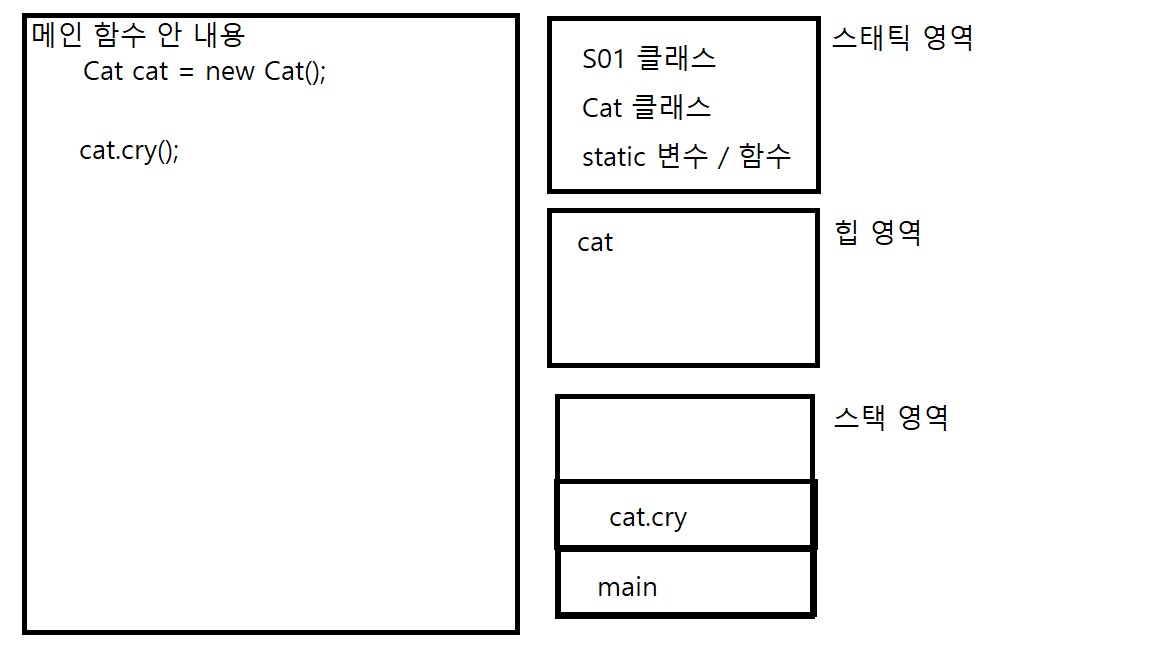 메인 함수 안 내용
Cat cat = new Cat();
cat.cry();
S01 클래스
Cat 클래스
static 변수 / 함수
스태틱 영역
cat
힙 영역
스택 영역
cat.cry
main